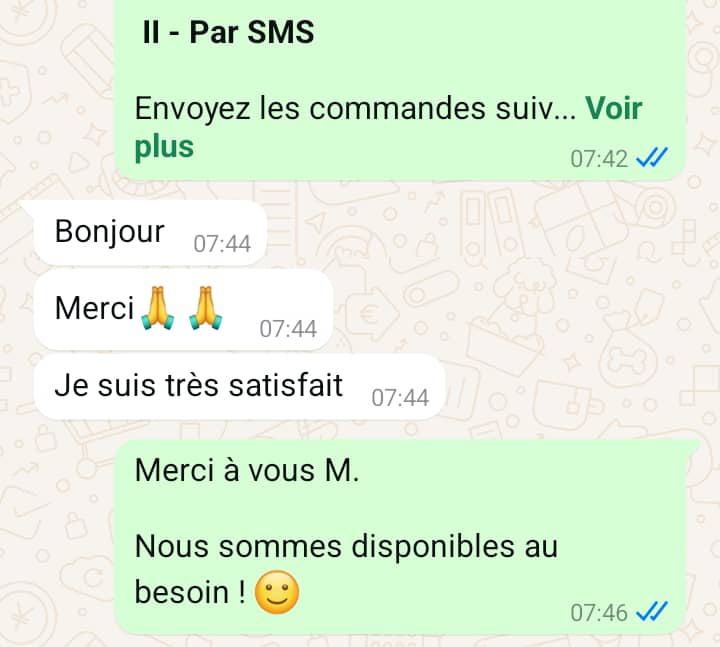 II - Par SMS
Envoyez les commandes suiv... Voir
plus
07:42
Bonjour
07:44
Merci🙏 🙏
07:44
Je suis très satisfait
07:44
Merci à vous M.
Nous sommes disponibles au
besoin ! 🙂
07:46